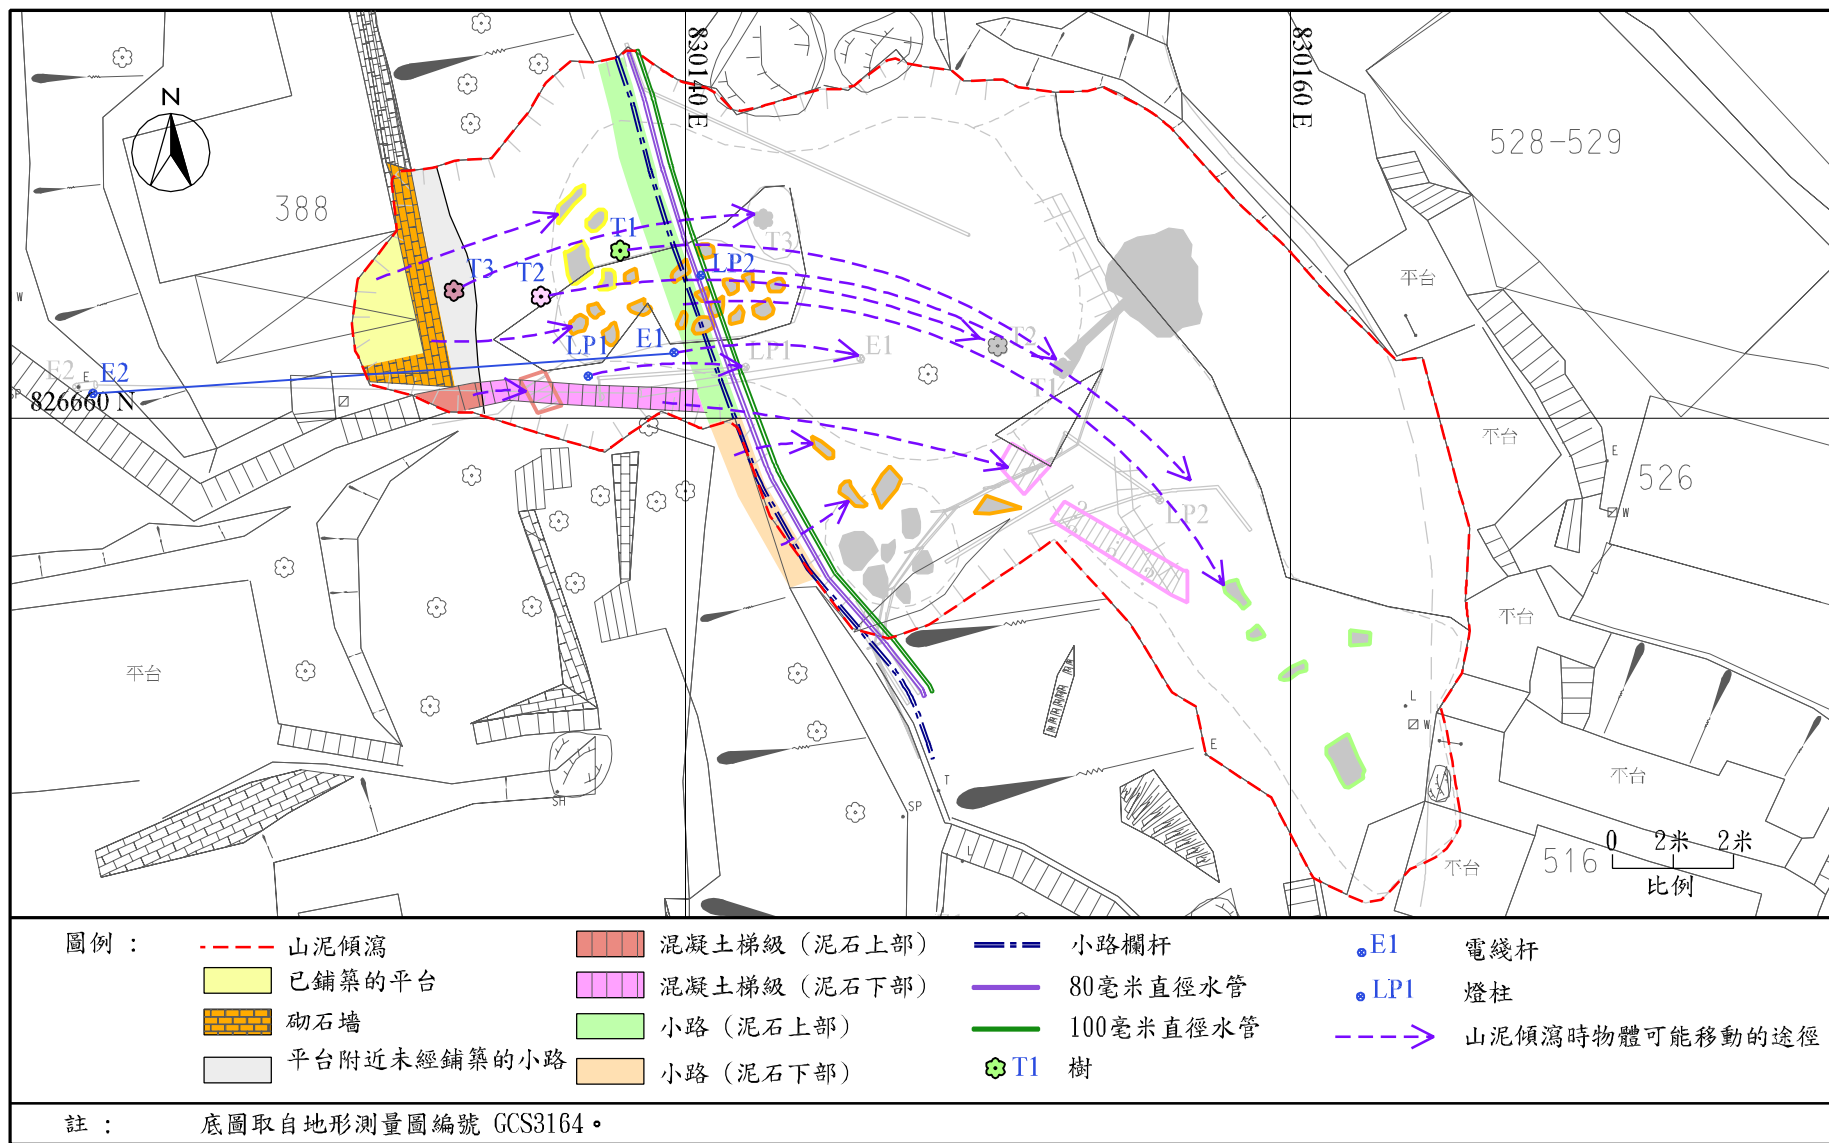 N
830140 E
830160 E
528-529
388
T1
T3
T3
T2
LP2
平台
W
E2
E
E2
LP1
E1
LP1
E1
T2
T1
SP
826660 N
平台
E
526
W
LP2
平台
平台
L
W
E
平台
T
SH
SP
L
平台
516
0 2米 2米
比例
圖例：
山泥傾瀉
已鋪築的平台
砌石墻
平台附近未經鋪築的小路
混凝土梯級（泥石上部）
混凝土梯級（泥石下部）
小路（泥石上部）
小路（泥石下部）
小路欄杆
80毫米直徑水管
100毫米直徑水管
T1 樹
E1 電綫杆
LP1 燈柱
山泥傾瀉時物體可能移動的途徑
註： 底圖取自地形測量圖編號 GCS3164。